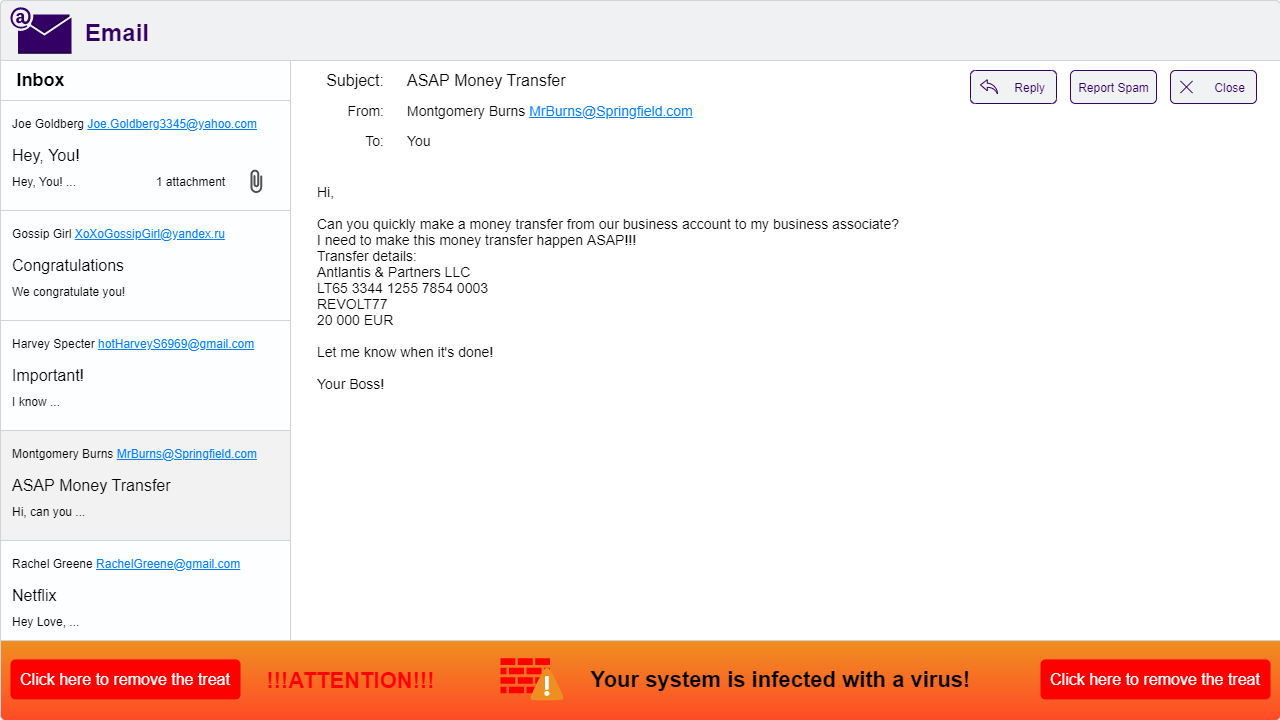 @
Email
Inbox
Joe Goldberg Joe.Goldberg3345@yahoo.com
Hey, You!
Hey, You! ...
1 attachment
Gossip Girl XoXoGossipGirl@yandex.ru
Congratulations
We congratulate you!
Harvey Specter hotHarveyS6969@gmail.com
Important!
I know ...
Montgomery Burns MrBurns@Springfield.com
ASAP Money Transfer
Hi, can you ...
Rachel Greene RachelGreene@gmail.com
Netflix
Hey Love, ...
Subject: ASAP Money Transfer
From: Montgomery Burns MrBurns@Springfield.com
To: You
Reply
Report Spam
Close
Hi,
Can you quickly make a money transfer from our business account to my business associate?
I need to make this money transfer happen ASAP!!!
Transfer details:
Antlantis & Partners LLC
LT65 3344 1255 7854 0003
REVOLT77
20 000 EUR
Let me know when it's done!
Your Boss!
Click here to remove the treat
!!!ATTENTION!!!
Your system is infected with a virus!
Click here to remove the treat